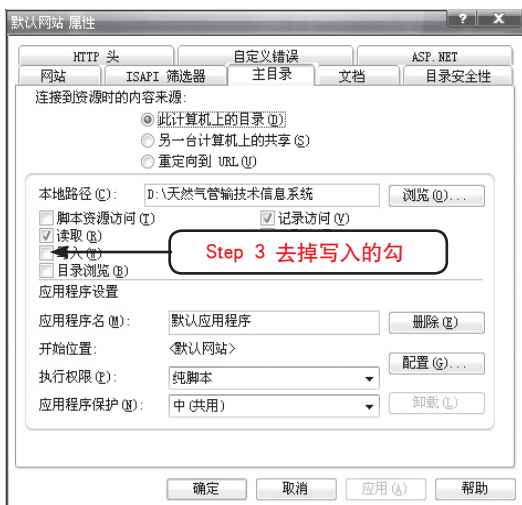 默认网站 属性
? X
HTTP 头 自定义错误 ASP.NET
网站 ISAPI 筛选器 主目录 文档 目录安全性
连接到资源时的内容来源:
此计算机上的目录(D)
另一台计算机上的共享(S)
重定向到 URL(U)
本地路径(C): D:\天然气管输技术信息系统 浏览(O)...
脚本资源访问(T) 记录访问(V)
读取(R)
写入(W)
Step 3 去掉写入的勾
目录浏览(B)
应用程序设置
应用程序名(M): 默认应用程序 删除(E)
开始位置: <默认网站>
配置(G)...
执行权限(P): 纯脚本
应用程序保护(N): 中(共用) 卸载(L)
确定 取消 应用(A) 帮助